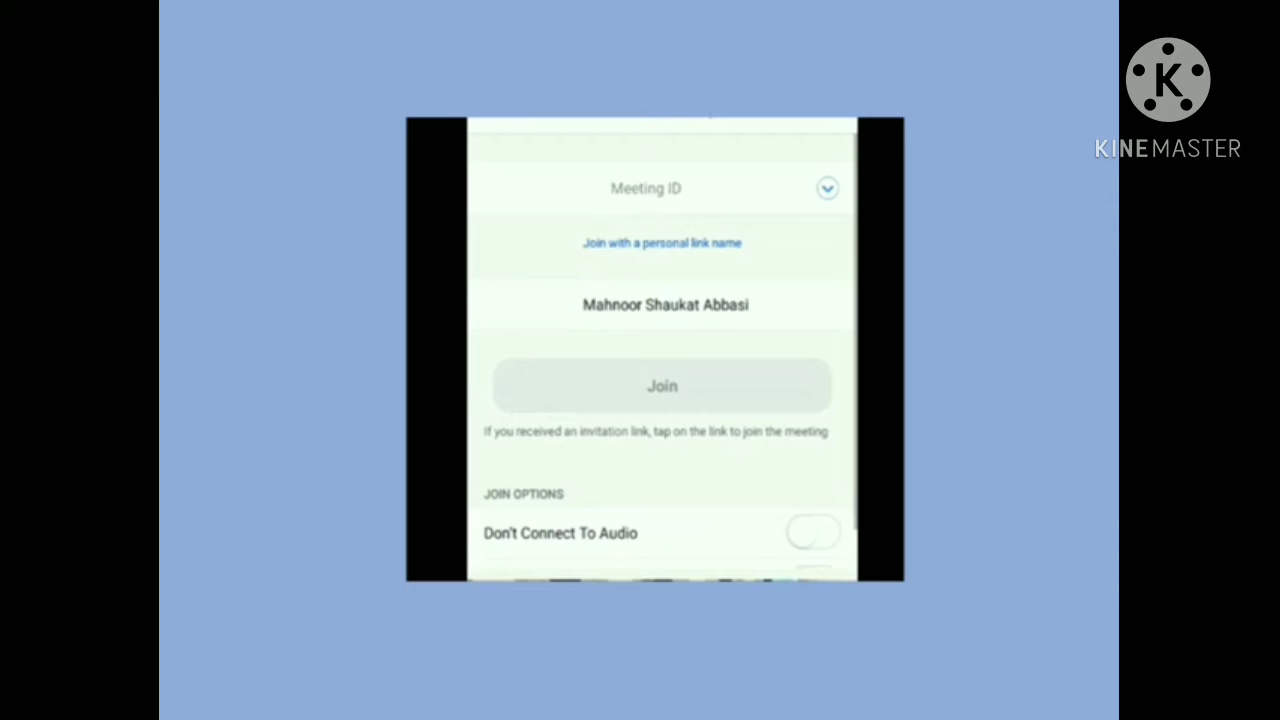 K
KINEMASTER
Meeting ID
Join with a personal link name
Mahnoor Shaukat Abbasi
Join
If you received an invitation link, tap on the link to join the meeting
JOIN OPTIONS
Don't Connect To Audio